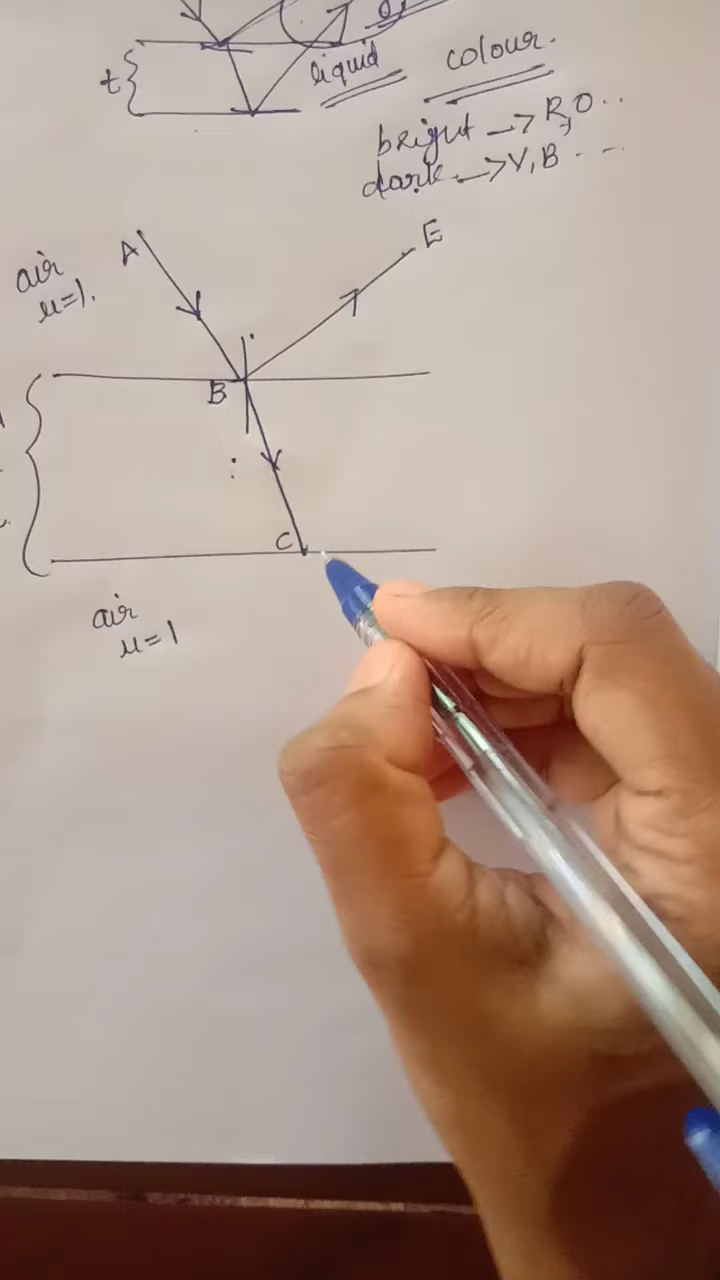 t
liquid
colour.
bright → R,O..
dark → V,B . --
A
E
air
μ=1.
B
C
air
μ=1